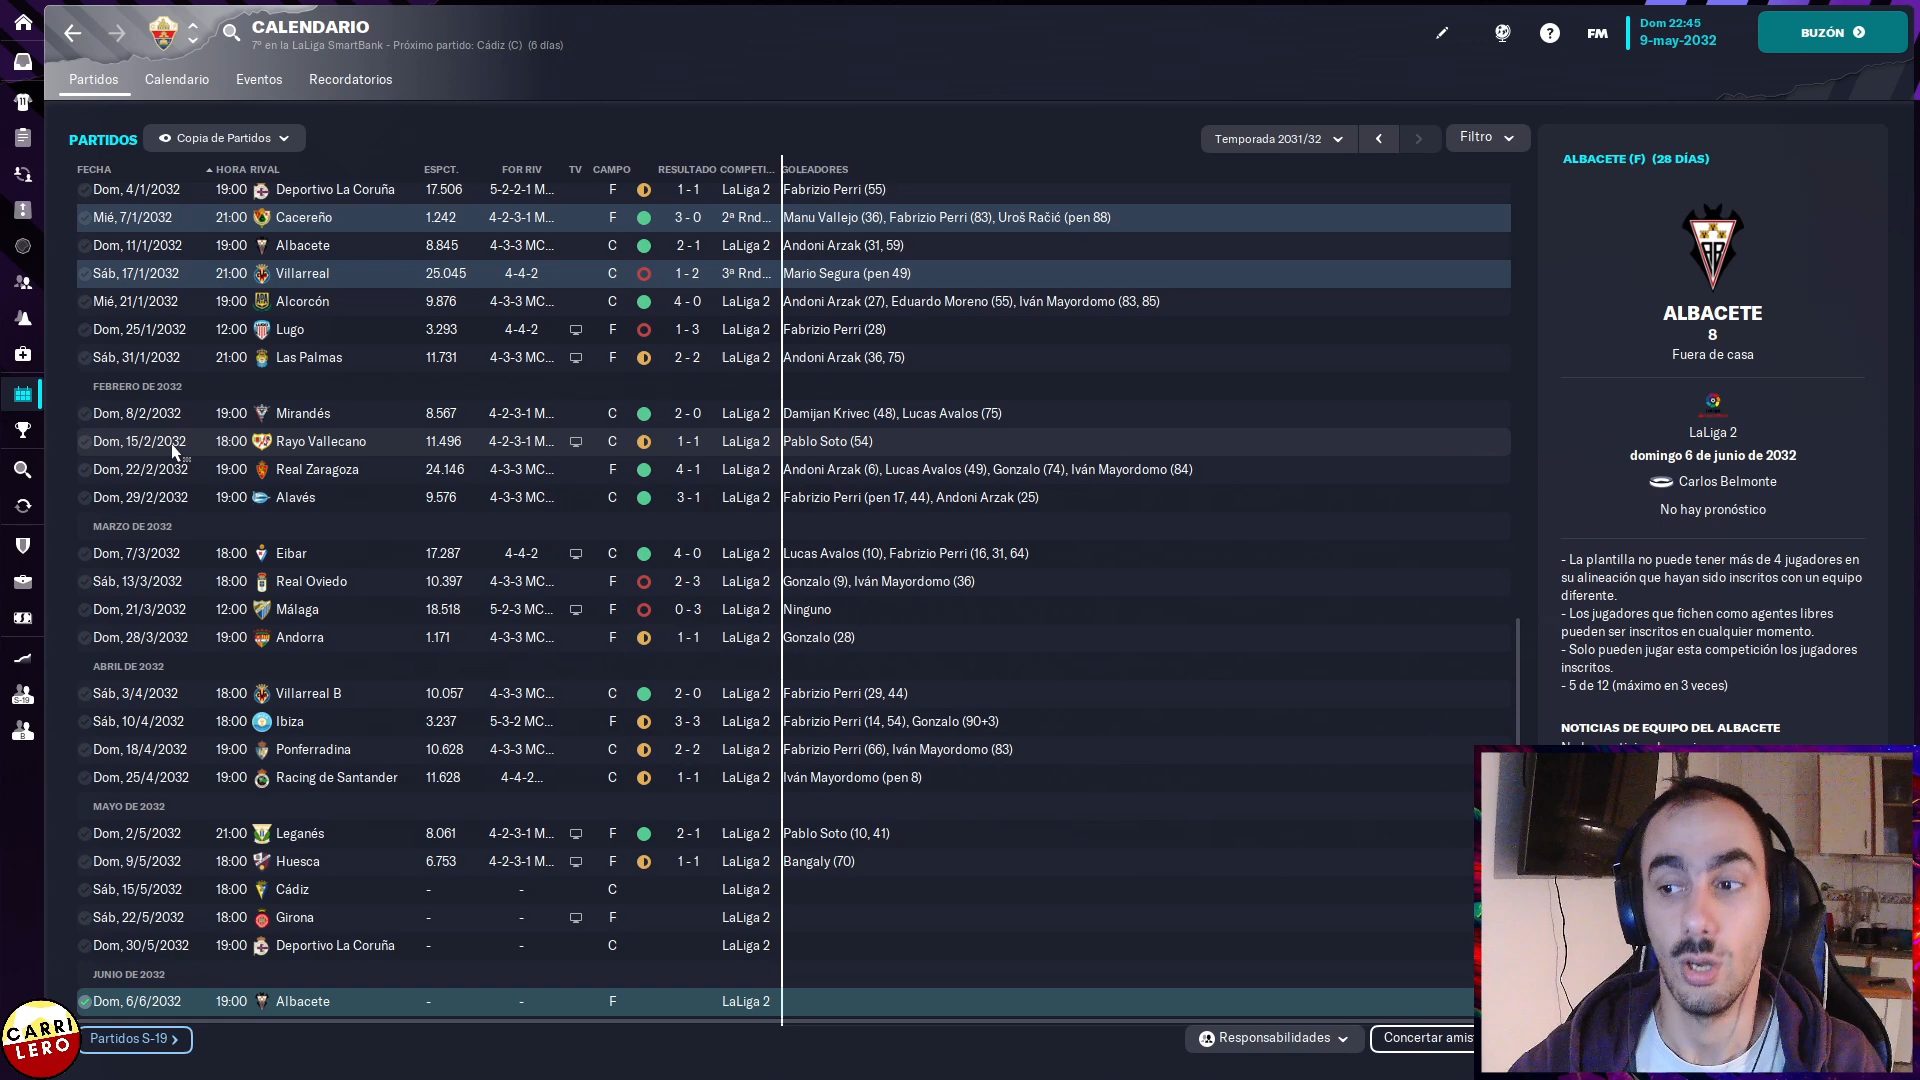 CALENDARIO
7º en la LaLiga SmartBank - Próximo partido: Cádiz (C) (6 días)
FM
Dom 22:45
9-may-2032
BUZÓN
Partidos Calendario Eventos Recordatorios
PARTIDOS Copia de Partidos Temporada 2031/32 Filtro
FECHA HORA RIVAL ESPCT. FOR RIV TV CAMPO RESULTADO COMPETI... GOLEADORES
Dom, 4/1/2032 19:00 Deportivo La Coruña 17.506 5-2-2-1 M... F 1 - 1 LaLiga 2 Fabrizio Perri (55)
Mié, 7/1/2032 21:00 Cacereño 1.242 4-2-3-1 M... F 3 - 0 2ª Rnd... Manu Vallejo (36), Fabrizio Perri (83), Uroš Račić (pen 88)
Dom, 11/1/2032 19:00 Albacete 8.845 4-3-3 MC... C 2 - 1 LaLiga 2 Andoni Arzak (31, 59)
Sáb, 17/1/2032 21:00 Villarreal 25.045 4-4-2 C 1 - 2 3ª Rnd... Mario Segura (pen 49)
Mié, 21/1/2032 19:00 Alcorcón 9.876 4-3-3 MC... C 4 - 0 LaLiga 2 Andoni Arzak (27), Eduardo Moreno (55), Iván Mayordomo (83, 85)
Dom, 25/1/2032 12:00 Lugo 3.293 4-4-2 F 1 - 3 LaLiga 2 Fabrizio Perri (28)
Sáb, 31/1/2032 21:00 Las Palmas 11.731 4-3-3 MC... F 2 - 2 LaLiga 2 Andoni Arzak (36, 75)
FEBRERO DE 2032
Dom, 8/2/2032 19:00 Mirandés 8.567 4-2-3-1 M... C 2 - 0 LaLiga 2 Damijan Krivec (48), Lucas Avalos (75)
Dom, 15/2/2032 18:00 Rayo Vallecano 11.496 4-2-3-1 M... C 1 - 1 LaLiga 2 Pablo Soto (54)
Dom, 22/2/2032 19:00 Real Zaragoza 24.146 4-3-3 MC... F 4 - 1 LaLiga 2 Andoni Arzak (6), Lucas Avalos (49), Gonzalo (74), Iván Mayordomo (84)
Dom, 29/2/2032 19:00 Alavés 9.576 4-3-3 MC... C 3 - 1 LaLiga 2 Fabrizio Perri (pen 17, 44), Andoni Arzak (25)
MARZO DE 2032
Dom, 7/3/2032 18:00 Eibar 17.287 4-4-2 C 4 - 0 LaLiga 2 Lucas Avalos (10), Fabrizio Perri (16, 31, 64)
Sáb, 13/3/2032 18:00 Real Oviedo 10.397 4-3-3 MC... F 2 - 3 LaLiga 2 Gonzalo (9), Iván Mayordomo (36)
Dom, 21/3/2032 12:00 Málaga 18.518 5-2-3 MC... F 0 - 3 LaLiga 2 Ninguno
Dom, 28/3/2032 19:00 Andorra 1.171 4-3-3 MC... F 1 - 1 LaLiga 2 Gonzalo (28)
ABRIL DE 2032
Sáb, 3/4/2032 18:00 Villarreal B 10.057 4-3-3 MC... C 2 - 0 LaLiga 2 Fabrizio Perri (29, 44)
Sáb, 10/4/2032 18:00 Ibiza 3.237 5-3-2 MC... F 3 - 3 LaLiga 2 Fabrizio Perri (14, 54), Gonzalo (90+3)
Dom, 18/4/2032 19:00 Ponferradina 10.628 4-3-3 MC... C 2 - 2 LaLiga 2 Fabrizio Perri (66), Iván Mayordomo (83)
Dom, 25/4/2032 19:00 Racing de Santander 11.628 4-4-2... C 1 - 1 LaLiga 2 Iván Mayordomo (pen 8)
MAYO DE 2032
Dom, 2/5/2032 21:00 Leganés 8.061 4-2-3-1 M... F 2 - 1 LaLiga 2 Pablo Soto (10, 41)
Dom, 9/5/2032 18:00 Huesca 6.753 4-2-3-1 M... F 1 - 1 LaLiga 2 Bangaly (70)
Sáb, 15/5/2032 18:00 Cádiz - - C LaLiga 2
Sáb, 22/5/2032 18:00 Girona - - F LaLiga 2
Dom, 30/5/2032 19:00 Deportivo La Coruña - - C LaLiga 2
JUNIO DE 2032
Dom, 6/6/2032 19:00 Albacete - - F LaLiga 2
Partidos S-19 Responsabilidades Concertar amis
CARRI
LERO
S-19
B
ALBACETE (F) (28 DÍAS)
ALBACETE
8
Fuera de casa
LaLiga 2
domingo 6 de junio de 2032
Carlos Belmonte
No hay pronóstico
- La plantilla no puede tener más de 4 jugadores en
su alineación que hayan sido inscritos con un equipo
diferente.
- Los jugadores que fichen como agentes libres
pueden ser inscritos en cualquier momento.
- Solo pueden jugar esta competición los jugadores
inscritos.
- 5 de 12 (máximo en 3 veces)
NOTICIAS DE EQUIPO DEL ALBACETE